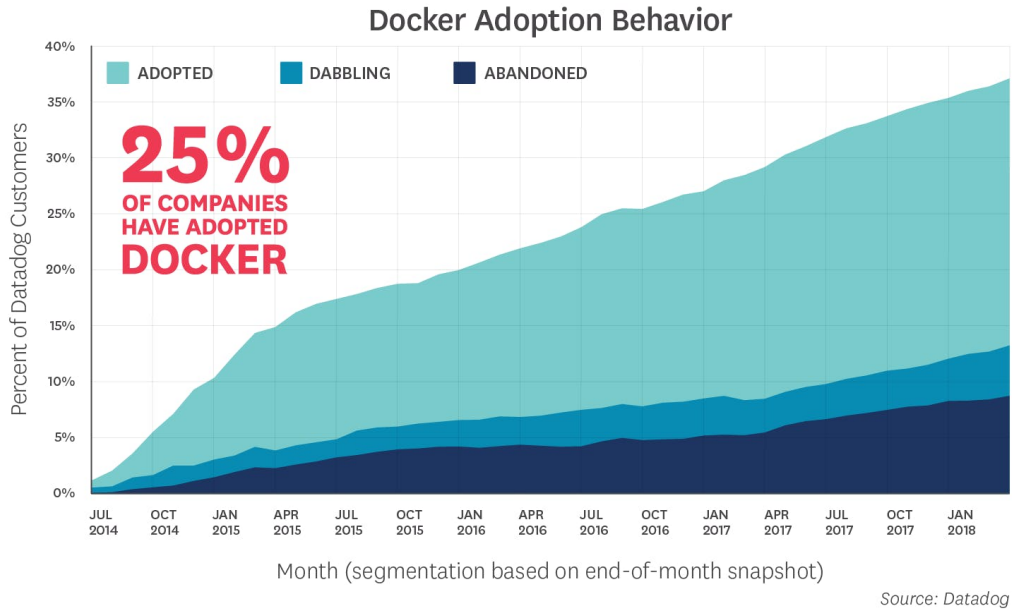 Docker Adoption Behavior
40%
35%
30%
25%
20%
15%
10%
5%
0%
Percent of Datadog Customers
ADOPTED DABBLING ABANDONED
25%
OF COMPANIES
HAVE ADOPTED
DOCKER
JUL 2014
OCT 2014
JAN 2015
APR 2015
JUL 2015
OCT 2015
JAN 2016
APR 2016
JUL 2016
OCT 2016
JAN 2017
APR 2017
JUL 2017
OCT 2017
JAN 2018
Month (segmentation based on end-of-month snapshot)
Source: Datadog